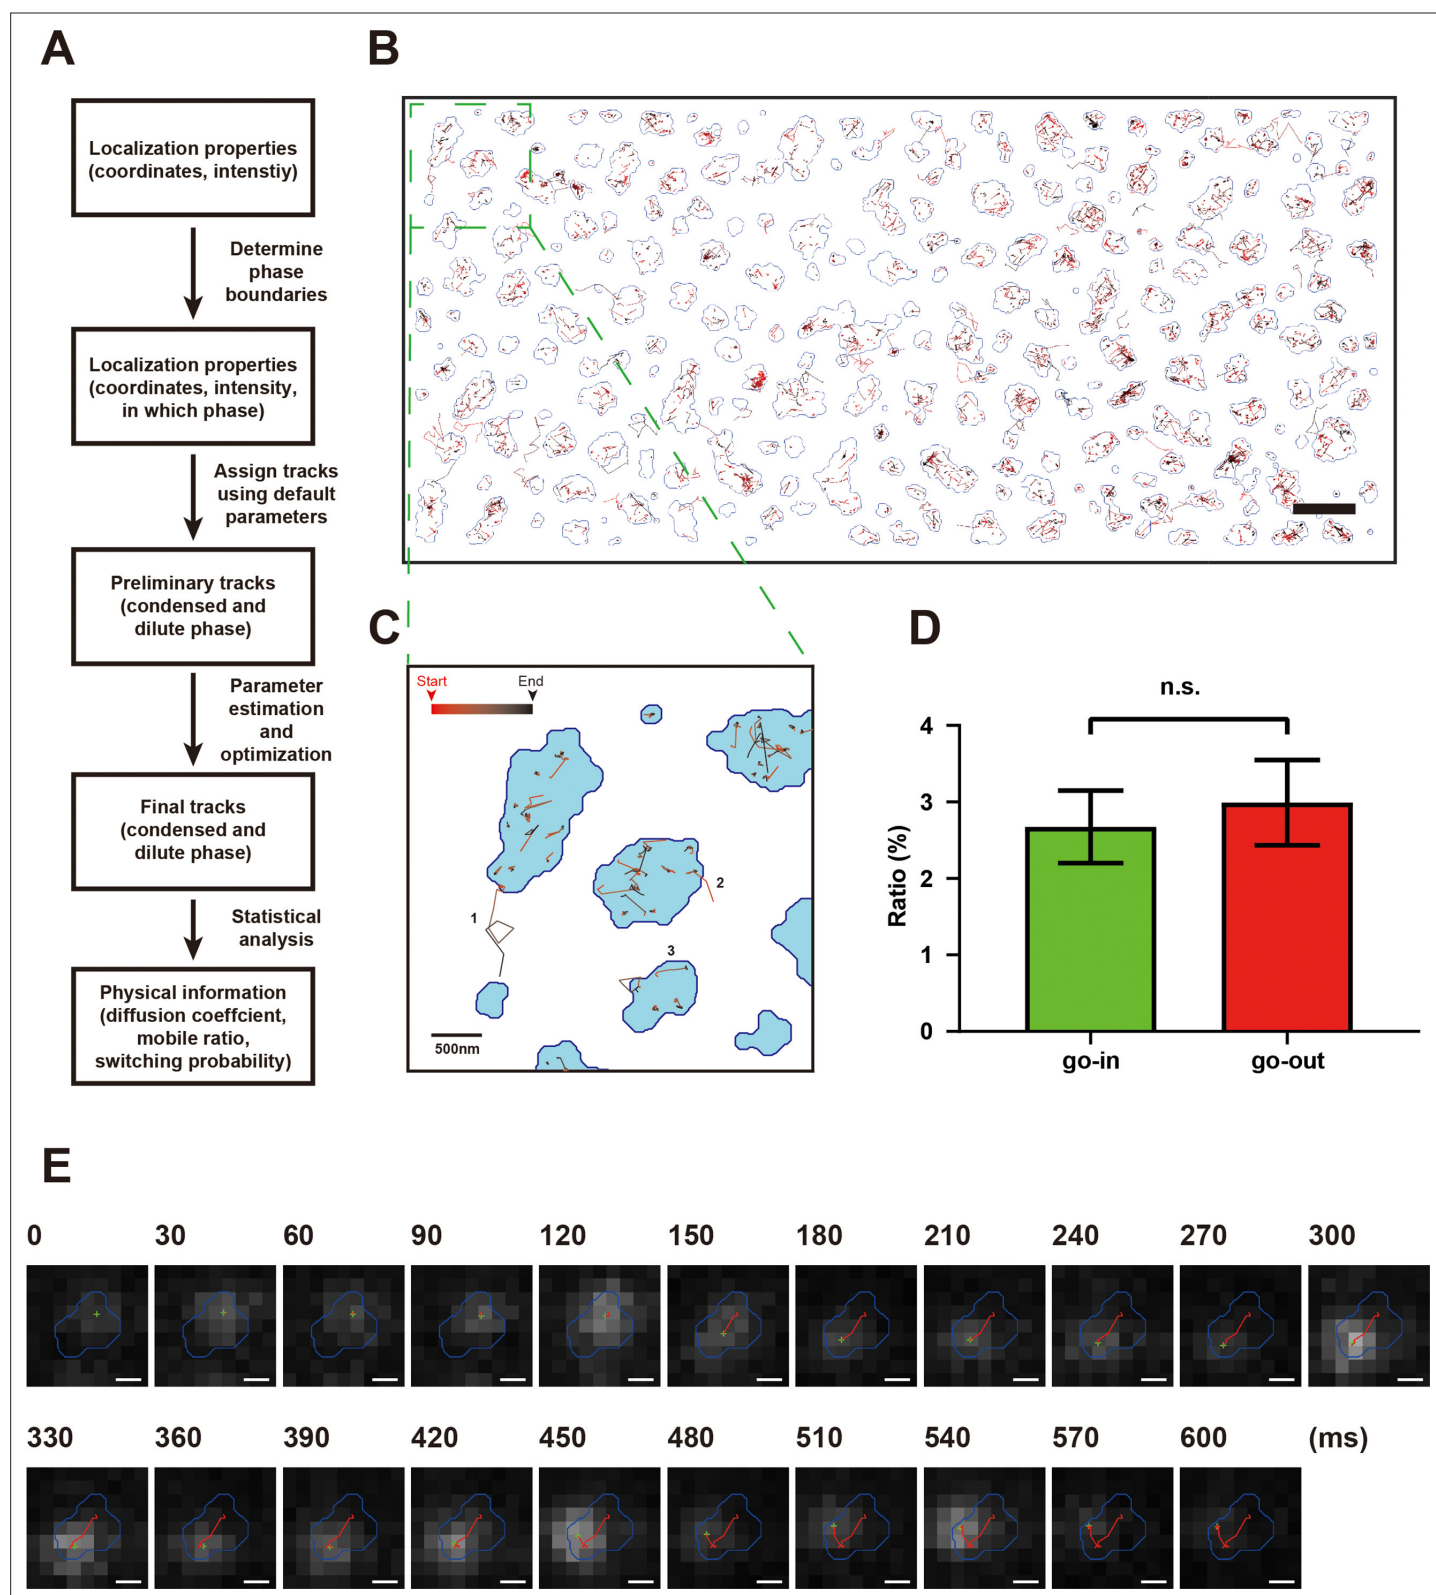 A
Localization properties
(coordinates, intenstiy)
Determine
phase
boundaries
Localization properties
(coordinates, intensity,
in which phase)
Assign tracks
using default
parameters
Preliminary tracks
(condensed and
dilute phase)
Parameter
estimation
and
optimization
Final tracks
(condensed and
dilute phase)
Statistical
analysis
Physical information
(diffusion coeffcient,
mobile ratio,
switching probability)
B
C
Start End
1
2
3
500nm
D
n.s.
4
3
2
1
0
Ratio (%)
go-in go-out
E
0 30 60 90 120 150 180 210 240 270 300
330 360 390 420 450 480 510 540 570 600 (ms)